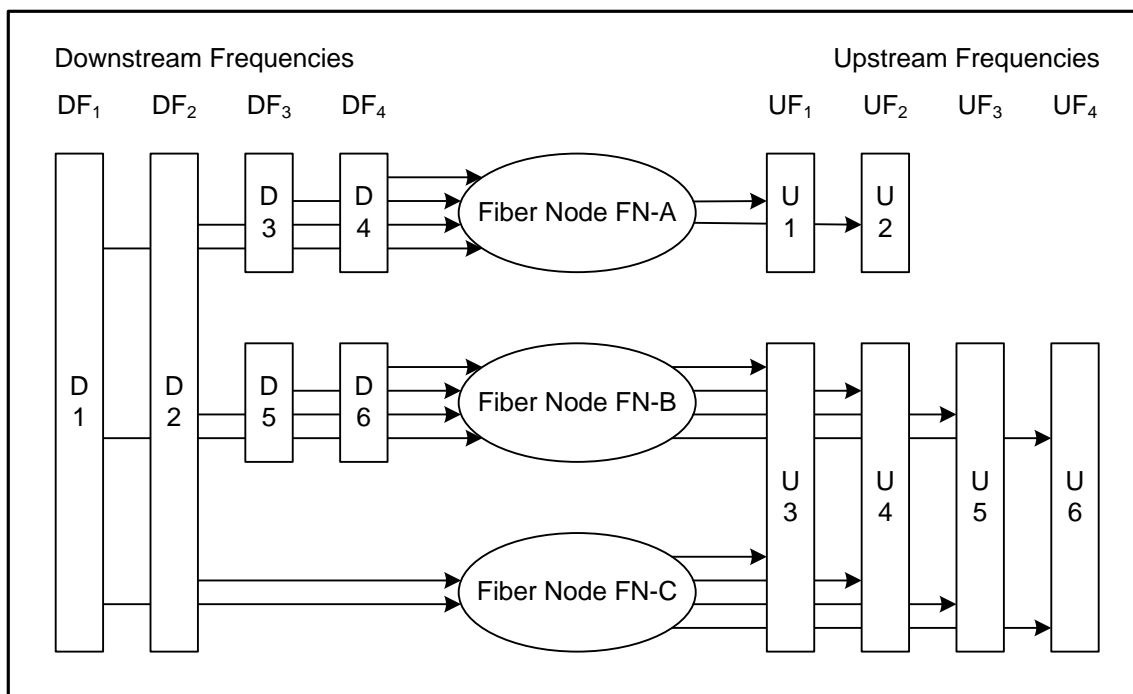 Downstream Frequencies
Upstream Frequencies
DF₁ DF₂ DF₃ DF₄
UF₁ UF₂ UF₃ UF₄
D
3
D
4
Fiber Node FN-A
U
1
U
2
D
1
D
2
D
5
D
6
Fiber Node FN-B
U
3
U
4
U
5
U
6
Fiber Node FN-C